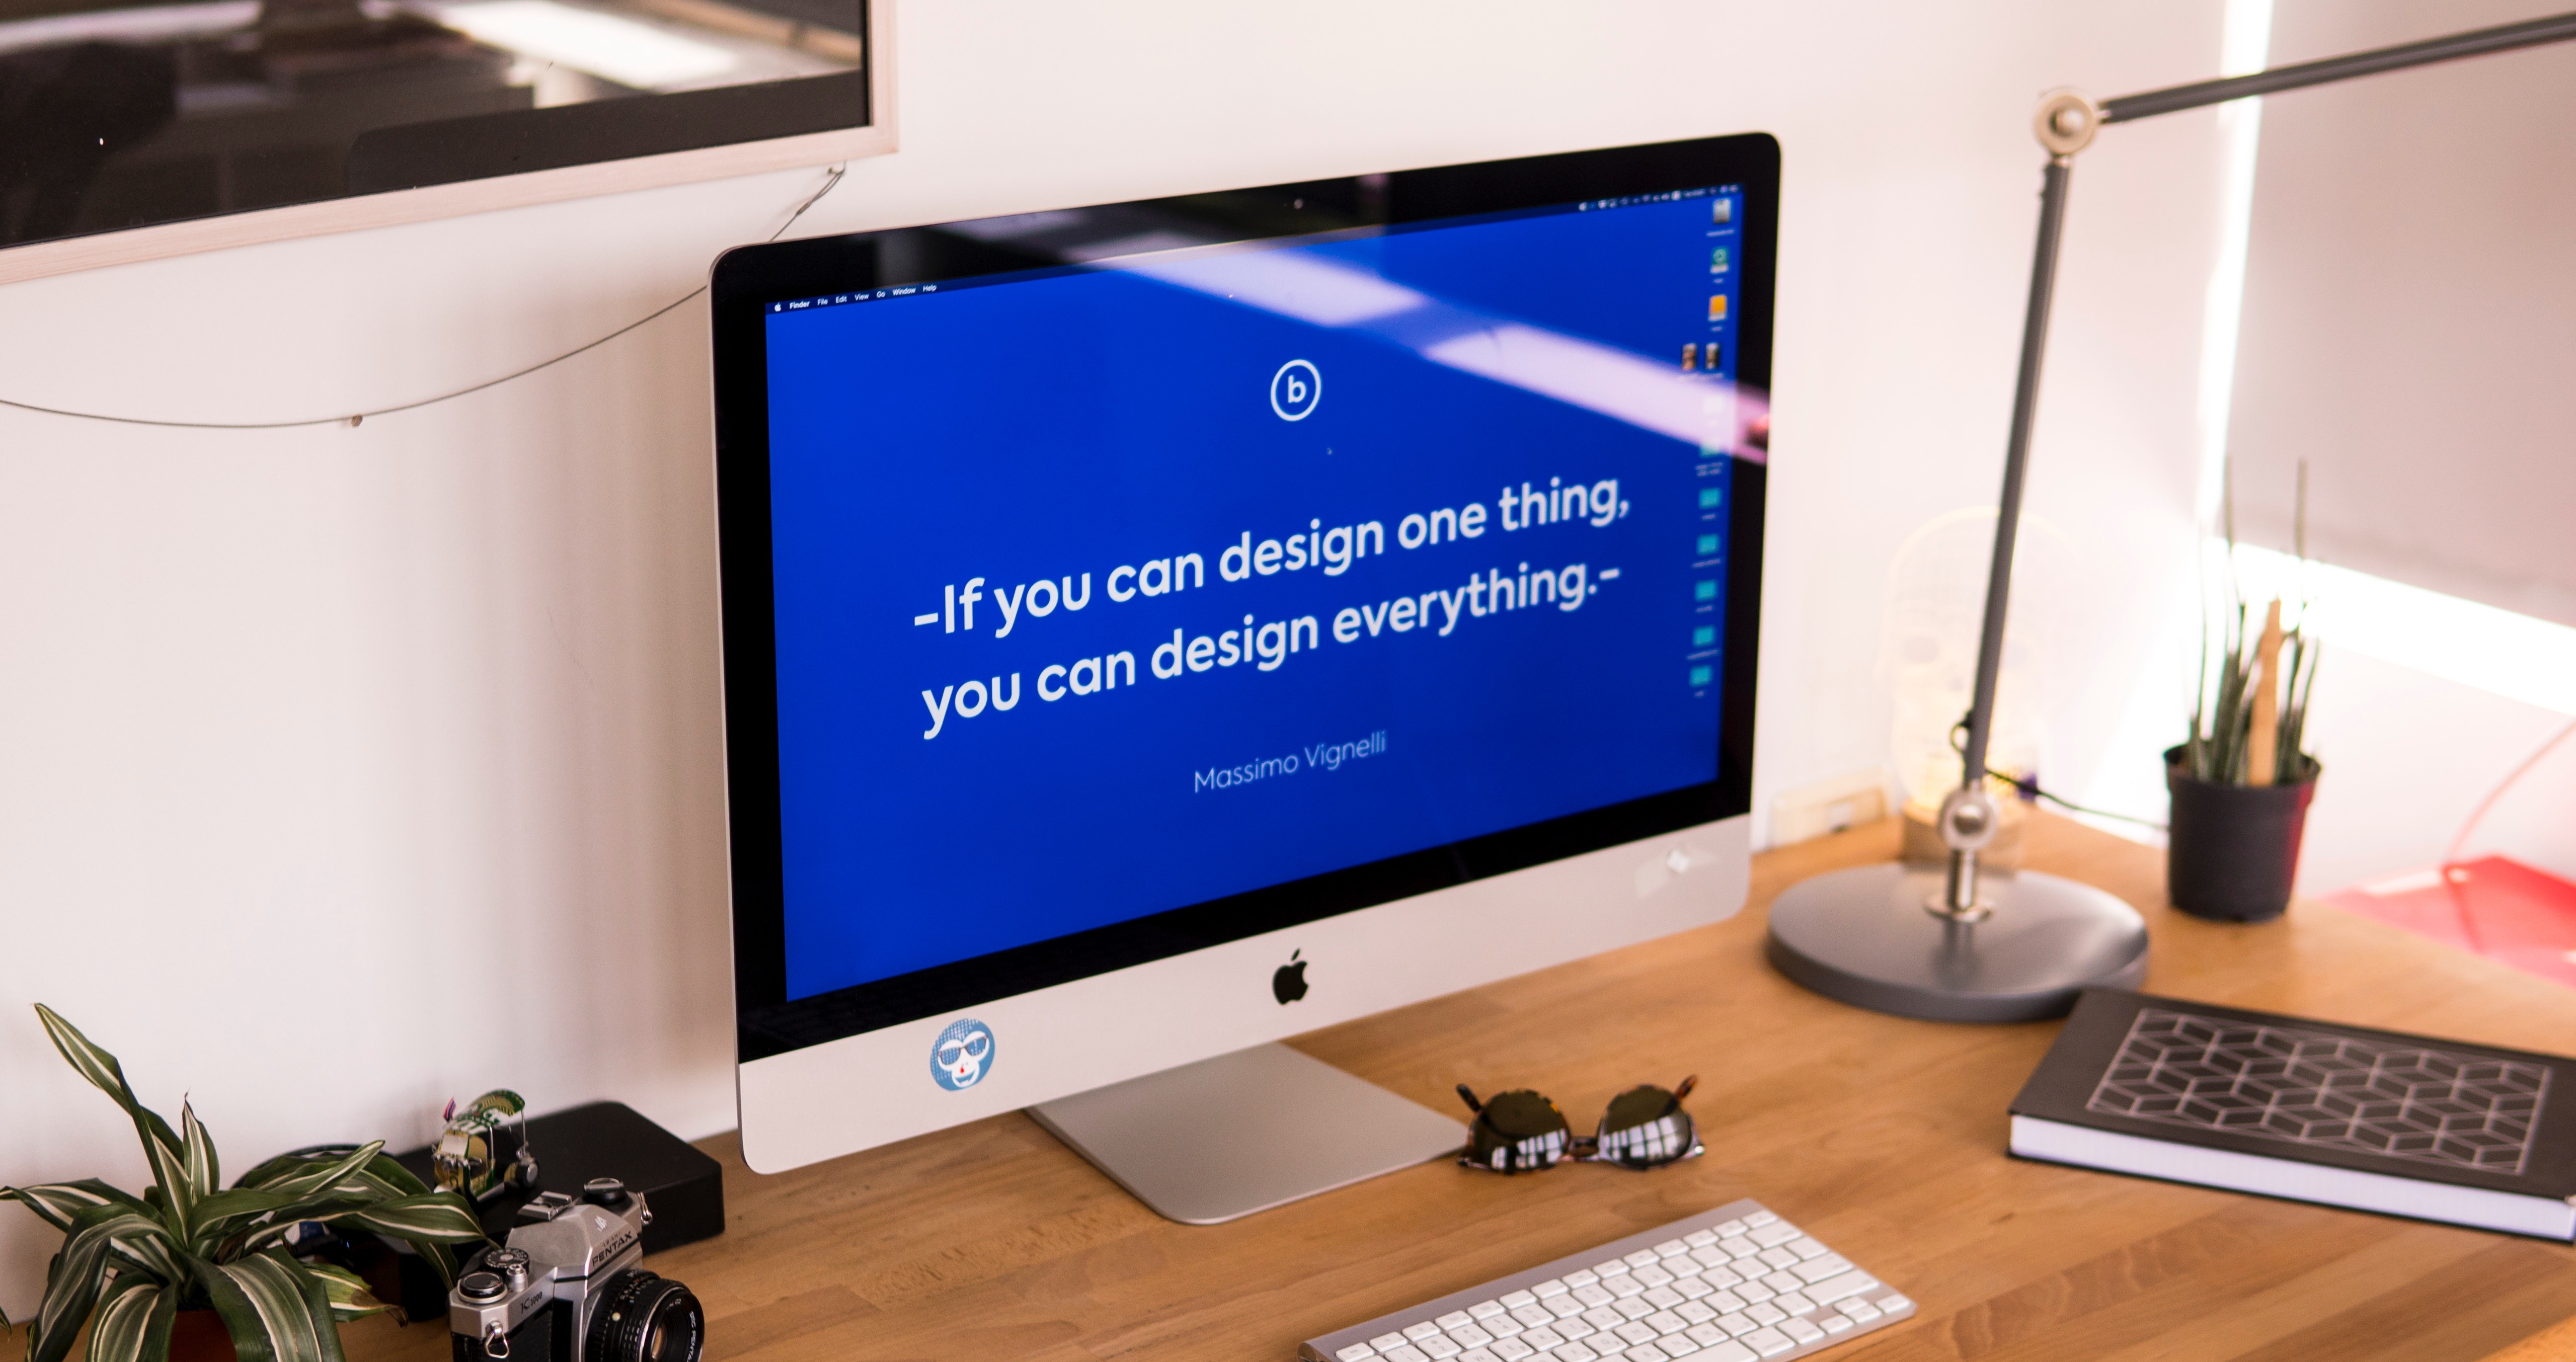 Finder File Edit View Go Window Help
b
-If you can design one thing,
you can design everything.-
Massimo Vignelli
PENTAX
K1000